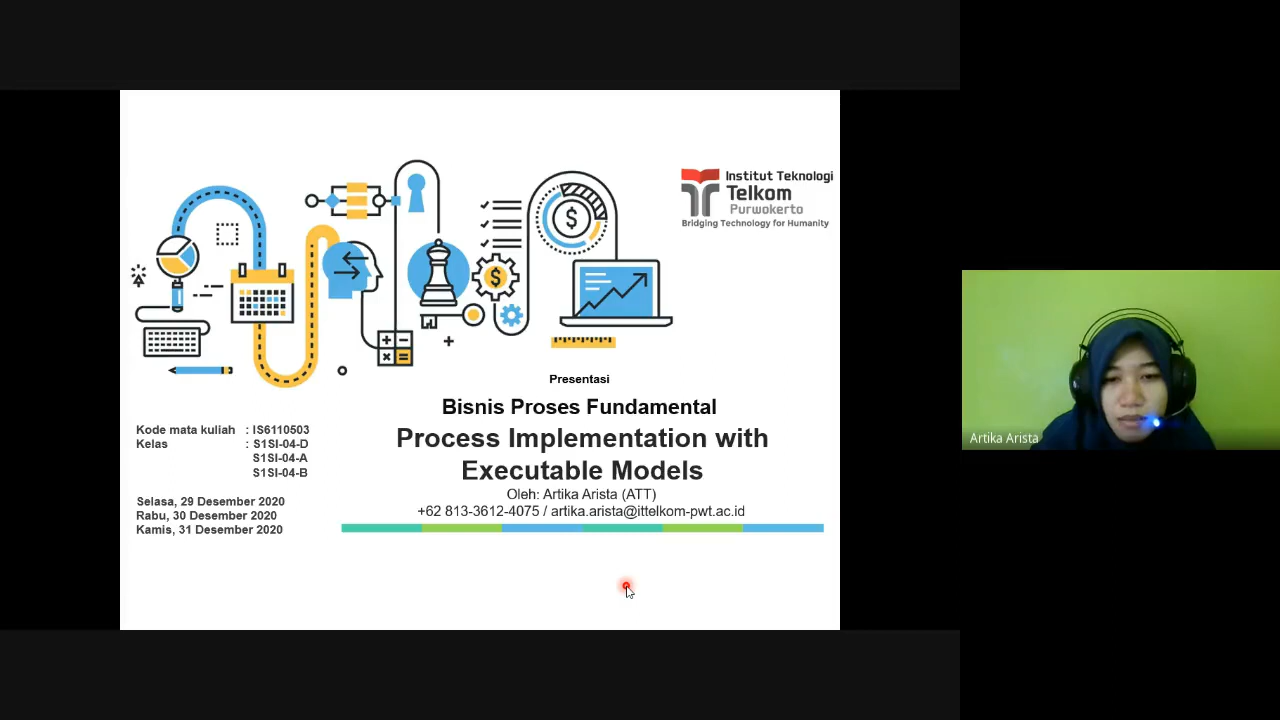 Institut Teknologi
Telkom
Purwokerto
Bridging Technology for Humanity
Presentasi
Bisnis Proses Fundamental
Process Implementation with
Executable Models
Oleh: Artika Arista (ATT)
+62 813-3612-4075 / artika.arista@ittelkom-pwt.ac.id
Kode mata kuliah : IS6110503
Kelas : S1SI-04-D
S1SI-04-A
S1SI-04-B
Selasa, 29 Desember 2020
Rabu, 30 Desember 2020
Kamis, 31 Desember 2020
Artika Arista